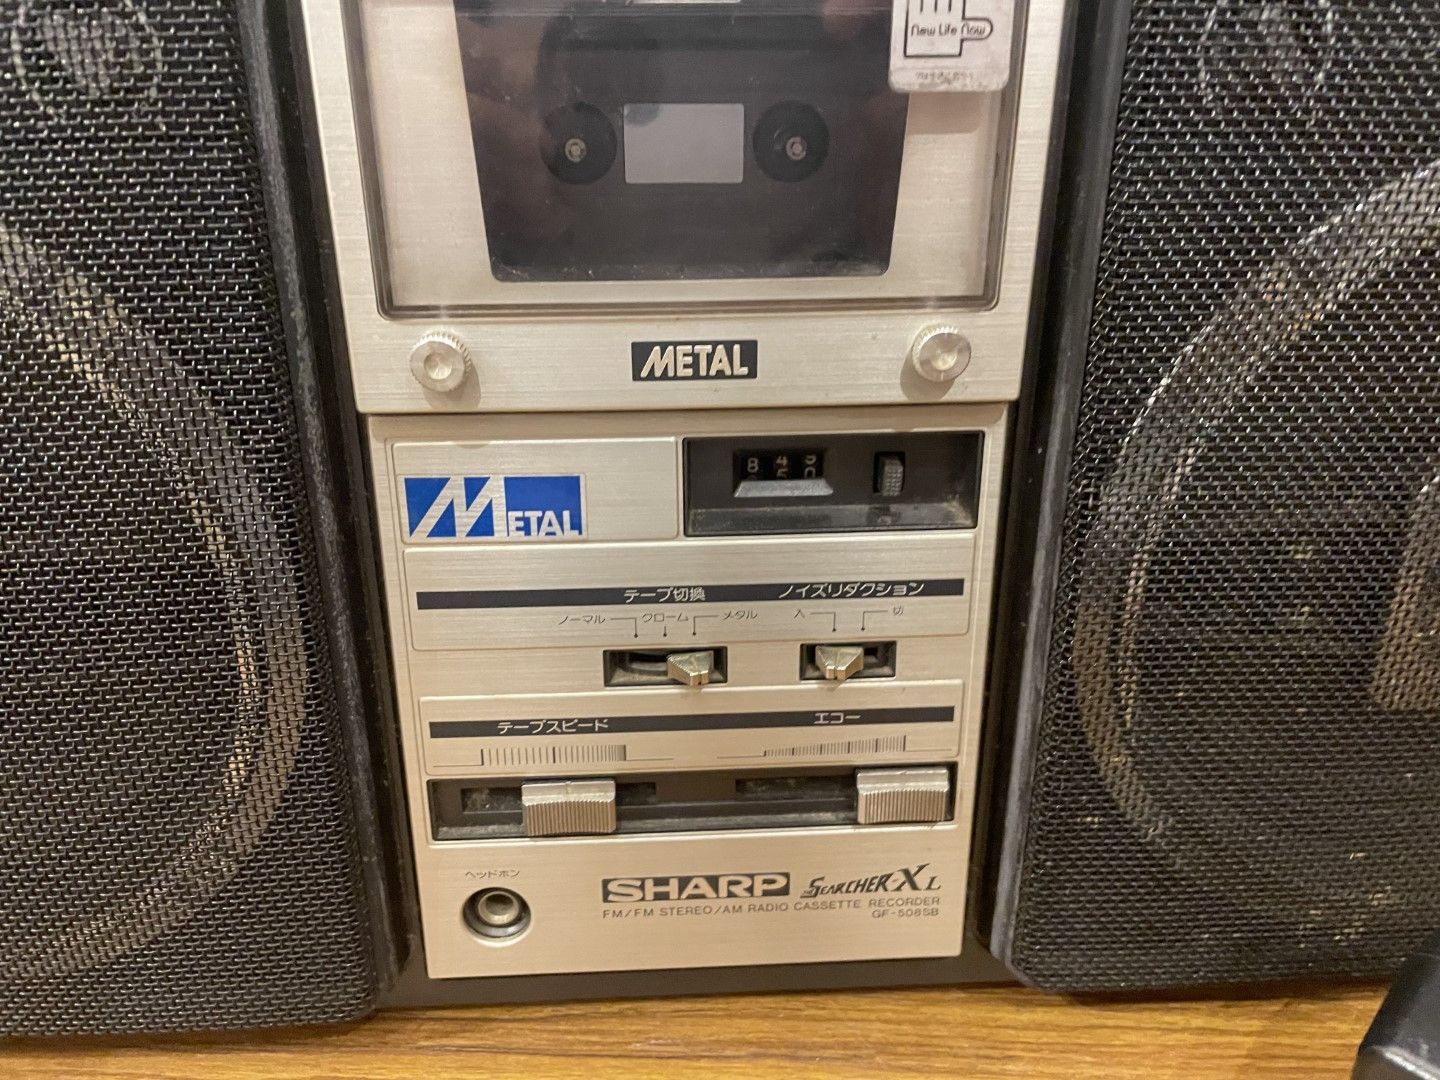 New Life Now
METAL
METAL
テープ切換 ノイズリダクション
ノーマル クローム メタル 入 切
テープスピード エコー
ヘッドホン
SHARP THE SEARCHER-XL
FM/FM STEREO/AM RADIO CASSETTE RECORDER
GF-508SB